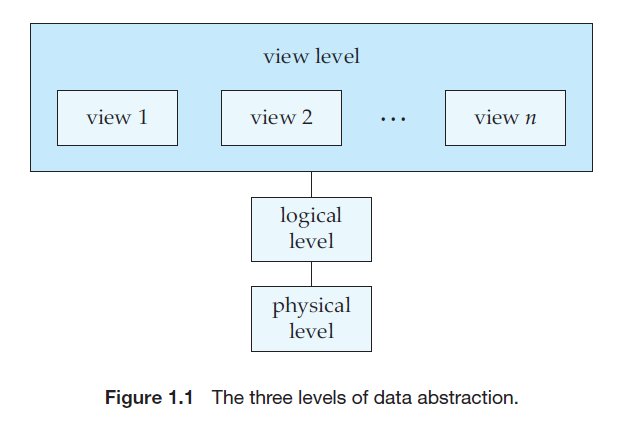 view level
view 1
view 2
...
view n
logical
level
physical
level
Figure 1.1 The three levels of data abstraction.